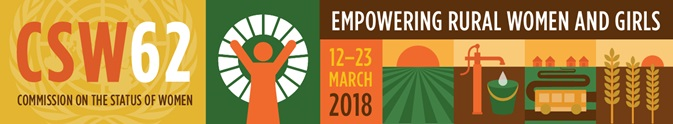 CSW62
COMMISSION ON THE STATUS OF WOMEN
EMPOWERING RURAL WOMEN AND GIRLS
12–23
MARCH
2018